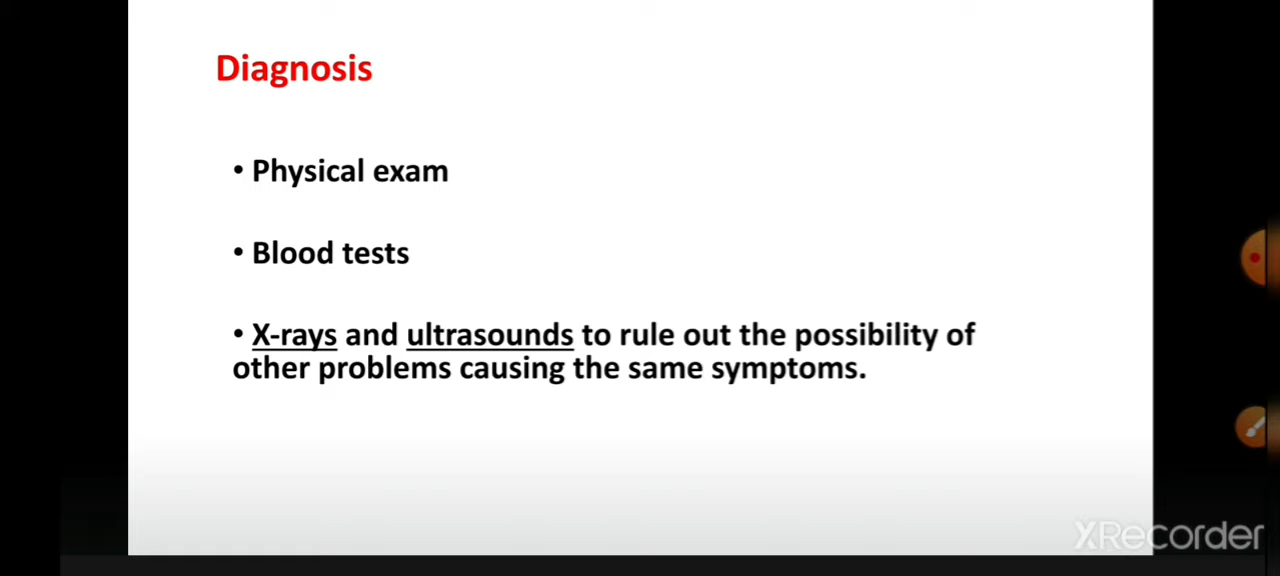 Diagnosis
• Physical exam
• Blood tests
• X-rays and ultrasounds to rule out the possibility of
other problems causing the same symptoms.
XRecorder